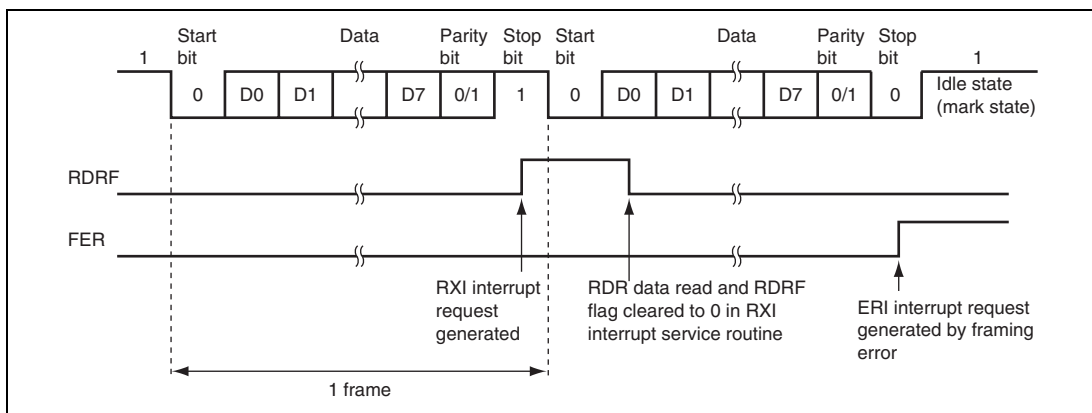 1
Start
bit
Data
Parity
bit
Stop
bit
Start
bit
Data
Parity
bit
Stop
bit
1
0 D0 D1 D7 0/1 1 0 D0 D1 D7 0/1 0
Idle state
(mark state)
RDRF
FER
RXI interrupt
request
generated
RDR data read and RDRF
flag cleared to 0 in RXI
interrupt service routine
ERI interrupt request
generated by framing
error
1 frame